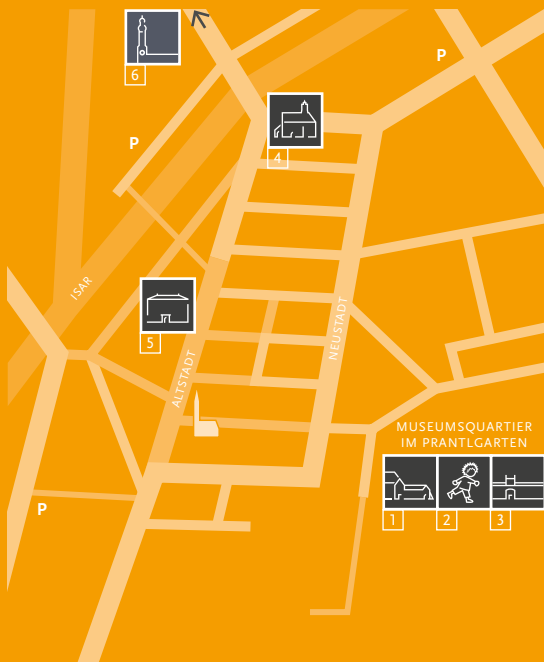 6
P
P
4
ISAR
5
ALTSTADT
NEUSTADT
MUSEUMSQUARTIER
IM PRANTLGARTEN
1 2 3
P